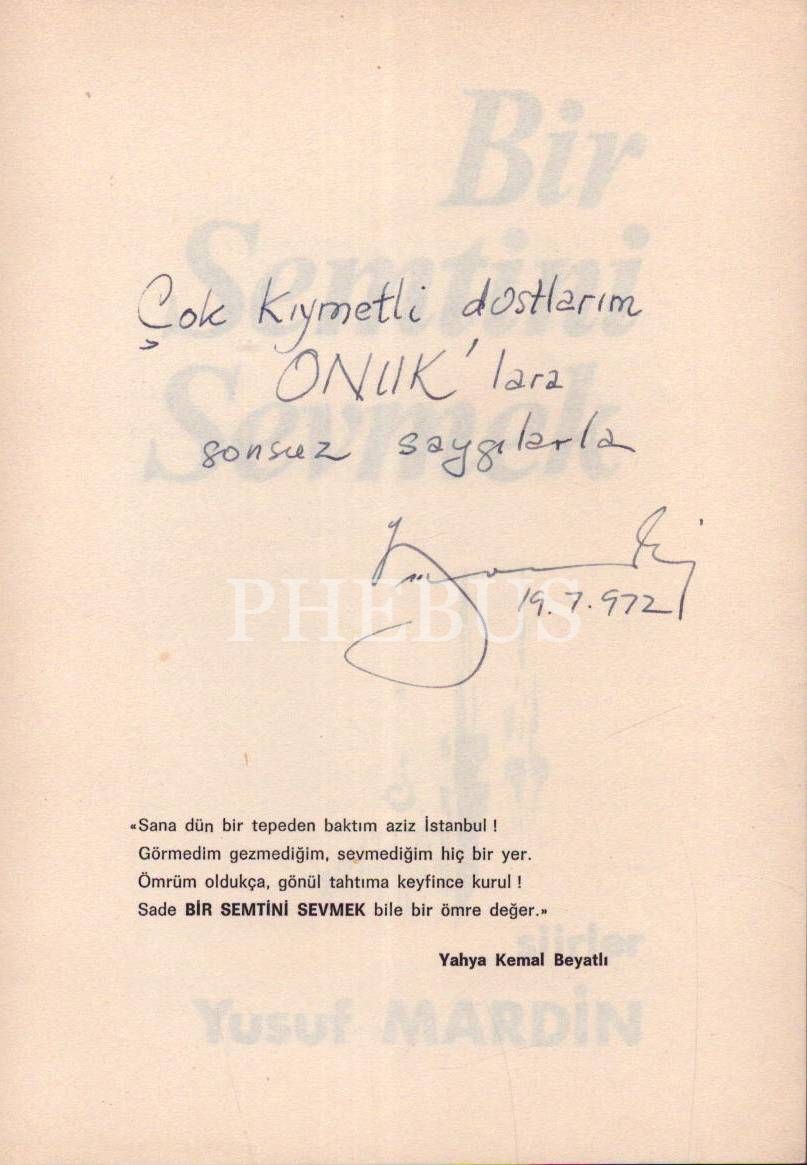 Bir
Semtini
Sevmek
Çok kıymetli dostlarım
ONUK'lara
sonsuz saygılarla
19.7.972
PHEBUS
«Sana dün bir tepeden baktım aziz İstanbul !
Görmedim gezmediğim, sevmediğim hiç bir yer.
Ömrüm oldukça, gönül tahtıma keyfince kurul !
Sade BİR SEMTİNİ SEVMEK bile bir ömre değer.»
Yahya Kemal Beyatlı
şiirler
Yusuf MARDİN